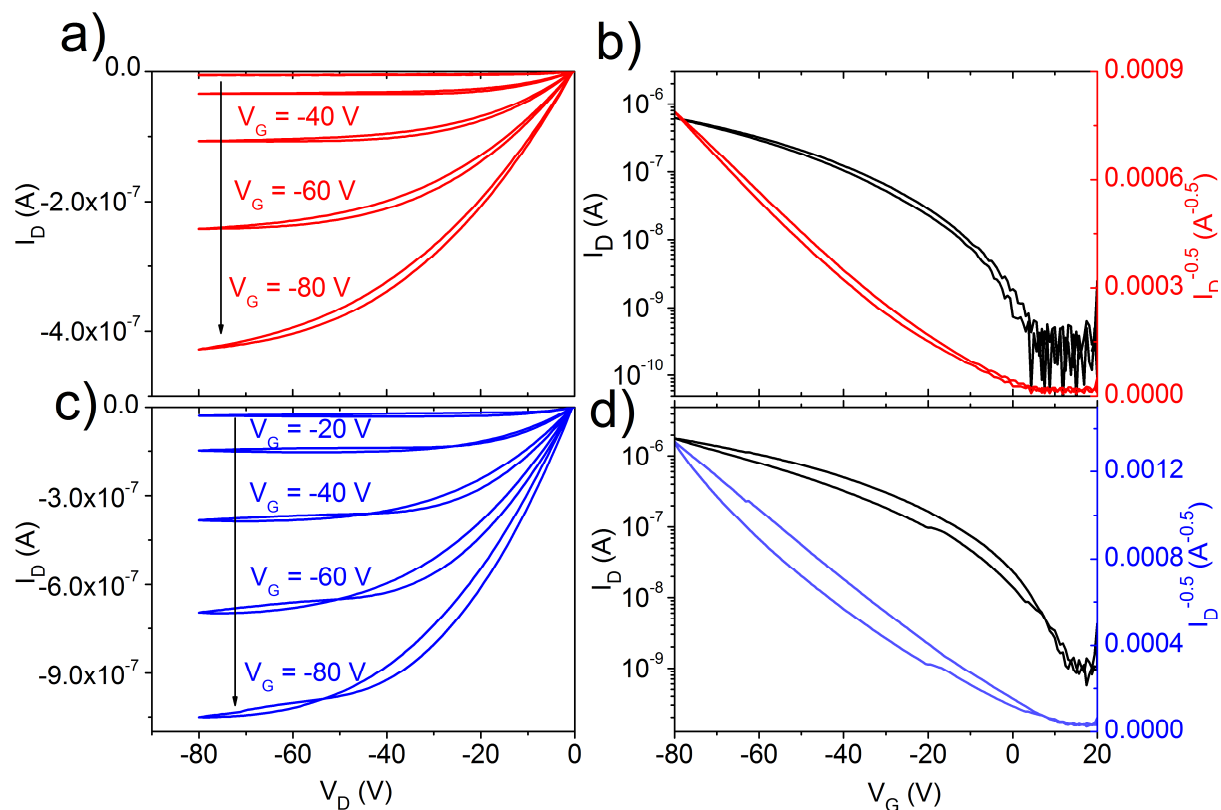 a)
0.0
-2.0x10⁻⁷
-4.0x10⁻⁷
I_D (A)
V_G = -40 V
V_G = -60 V
V_G = -80 V
b)
10⁻⁶
10⁻⁷
10⁻⁸
10⁻⁹
10⁻¹⁰
I_D (A)
0.0009
0.0006
0.0003
0.0000
I_D^-0.5 (A^-0.5)
c)
0.0
-3.0x10⁻⁷
-6.0x10⁻⁷
-9.0x10⁻⁷
I_D (A)
V_G = -20 V
V_G = -40 V
V_G = -60 V
V_G = -80 V
-80 -60 -40 -20 0
V_D (V)
d)
10⁻⁶
10⁻⁷
10⁻⁸
10⁻⁹
I_D (A)
0.0012
0.0008
0.0004
0.0000
I_D^-0.5 (A^-0.5)
-80 -60 -40 -20 0 20
V_G (V)